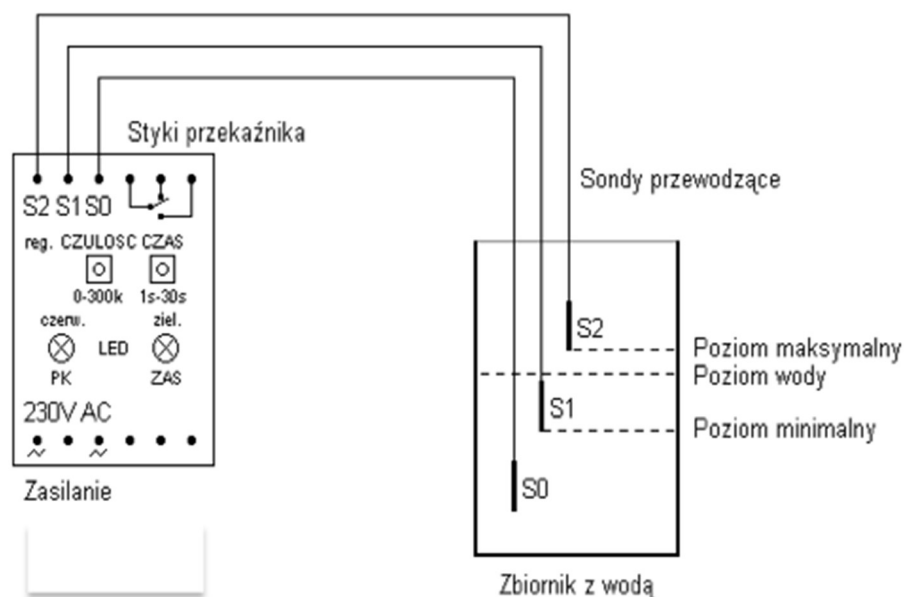 Styki przekaźnika
S2 S1 S0
reg. CZULOSC CZAS
0-300k 1s-30s
czerw. ziel.
LED
PK ZAS
230V AC
Zasilanie
Sondy przewodzące
S2
Poziom maksymalny
Poziom wody
S1
Poziom minimalny
S0
Zbiornik z wodą